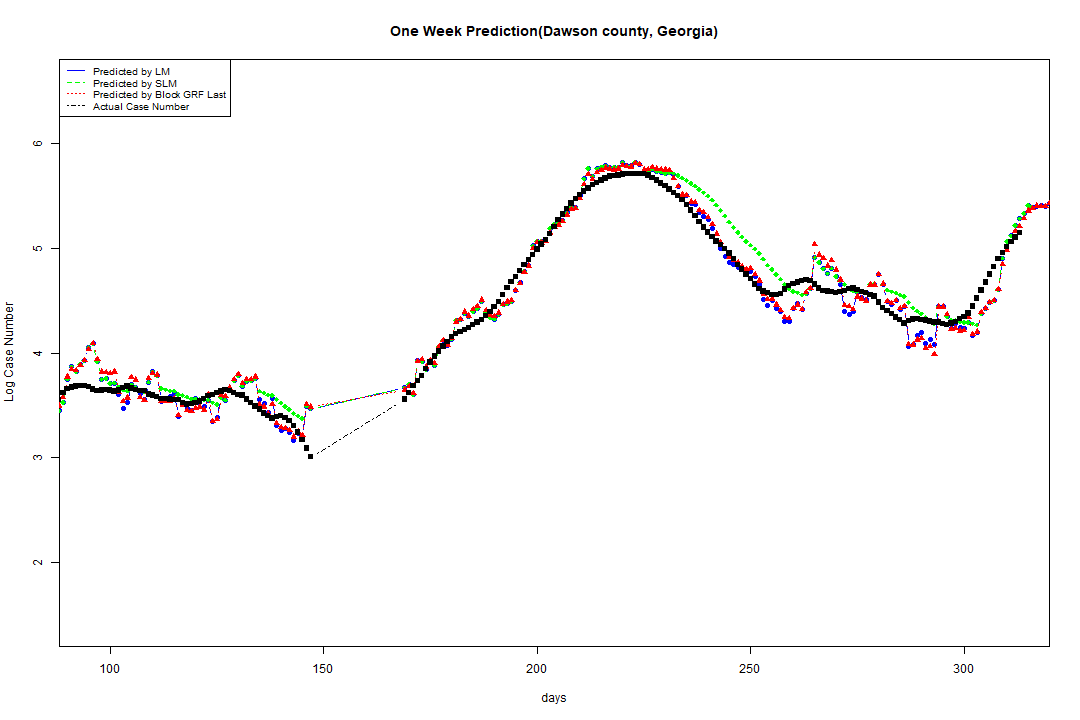 One Week Prediction(Dawson county, Georgia)
Predicted by LM
Predicted by SLM
Predicted by Block GRF Last
Actual Case Number
6
5
4
3
2
Log Case Number
100 150 200 250 300
days